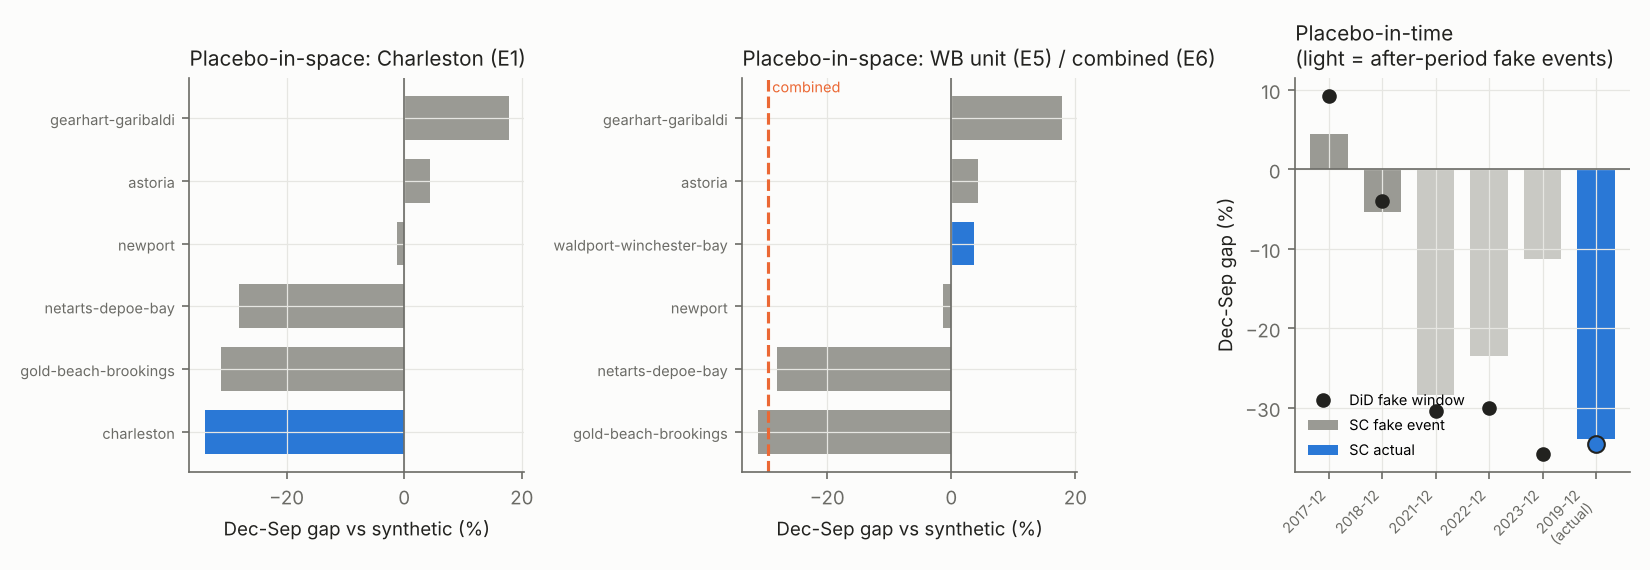 Placebo-in-space: Charleston (E1)
gearhart-garibaldi
astoria
newport
netarts-depoe-bay
gold-beach-brookings
charleston
−20
0
20
Dec-Sep gap vs synthetic (%)
Placebo-in-space: WB unit (E5) / combined (E6)
combined
gearhart-garibaldi
astoria
waldport-winchester-bay
newport
netarts-depoe-bay
gold-beach-brookings
−20
0
20
Dec-Sep gap vs synthetic (%)
Placebo-in-time
(light = after-period fake events)
Dec-Sep gap (%)
10
0
−10
−20
−30
DiD fake window
SC fake event
SC actual
2017-12
2018-12
2021-12
2022-12
2023-12
2019-12
(actual)